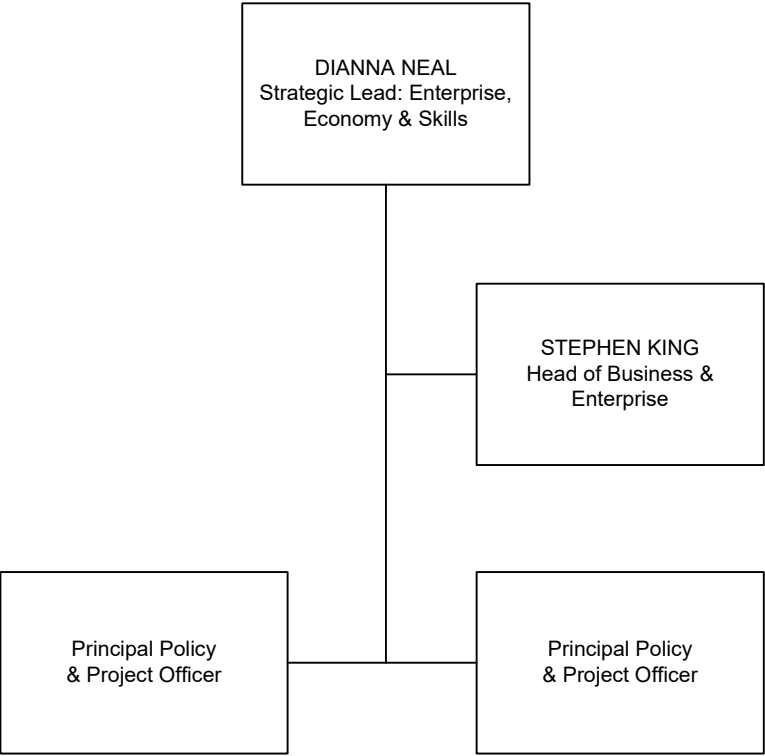 DIANNA NEAL
Strategic Lead: Enterprise,
Economy & Skills
STEPHEN KING
Head of Business &
Enterprise
Principal Policy
& Project Officer
Principal Policy
& Project Officer